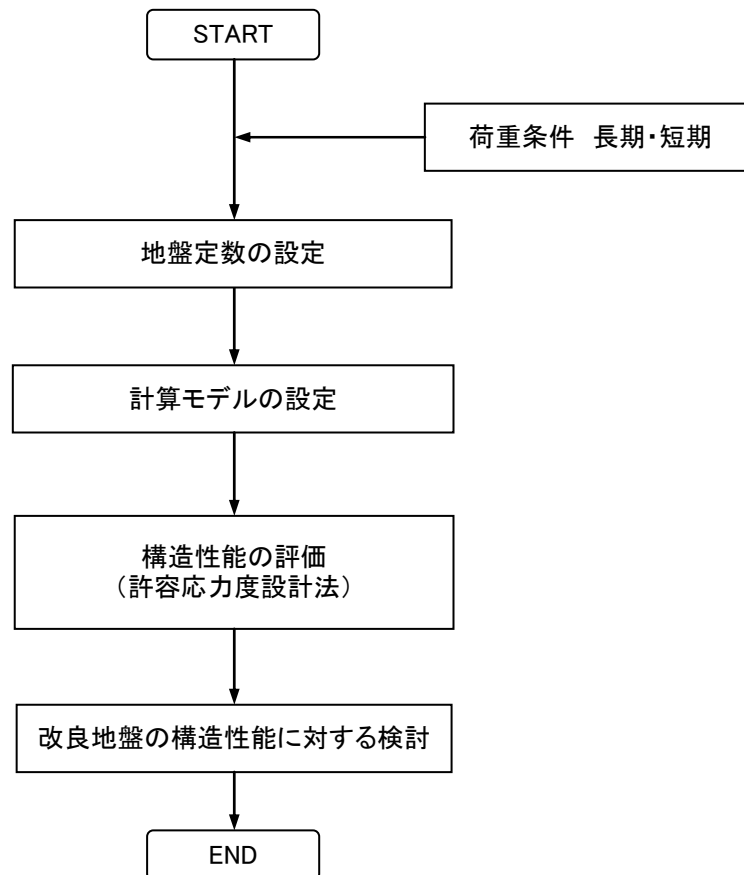 START
荷重条件　長期・短期
地盤定数の設定
計算モデルの設定
構造性能の評価
（許容応力度設計法）
改良地盤の構造性能に対する検討
END